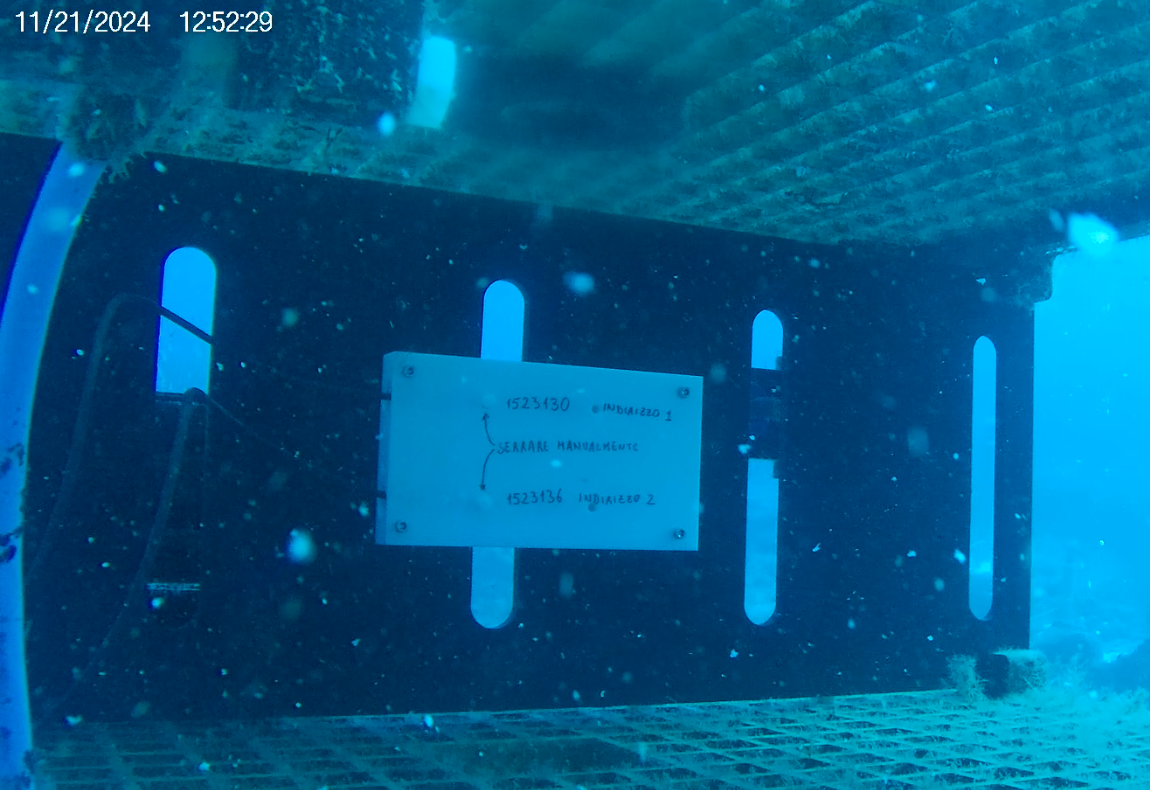 11/21/2024 12:52:29
1523130 INDIRIZZO 1
SERRARE MANUALMENTE
1523136 INDIRIZZO 2